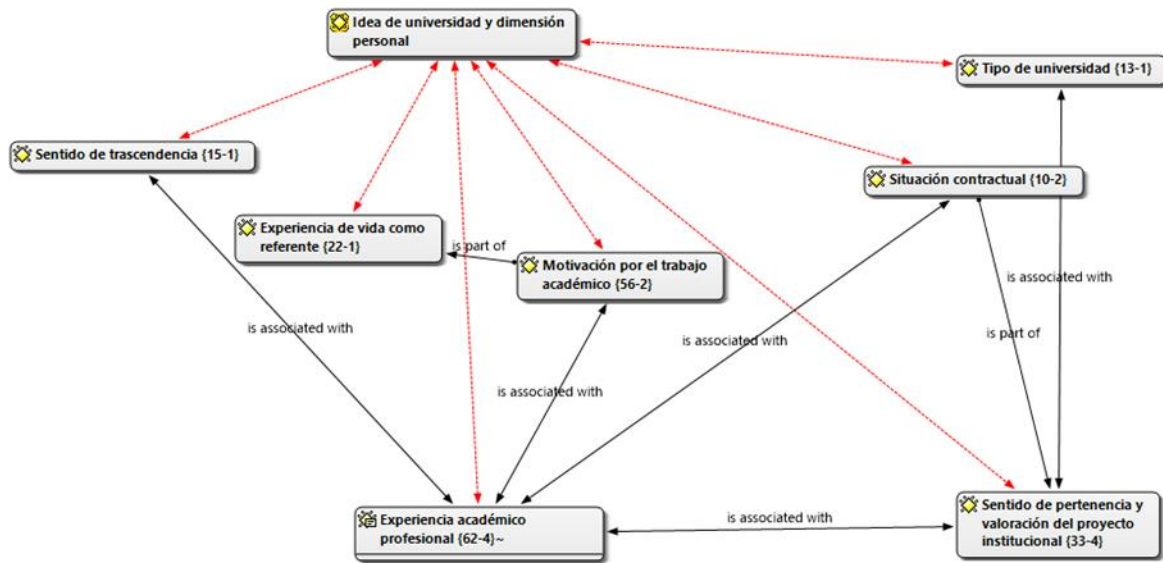 Idea de universidad y dimensión
personal
Tipo de universidad {13-1}
Sentido de trascendencia {15-1}
Situación contractual {10-2}
Experiencia de vida como
referente {22-1}
is part of
Motivación por el trabajo
académico {56-2}
is associated with
is associated with
is part of
is associated with
is associated with
Experiencia académico
profesional {62-4}~
is associated with
Sentido de pertenencia y
valoración del proyecto
institucional {33-4}